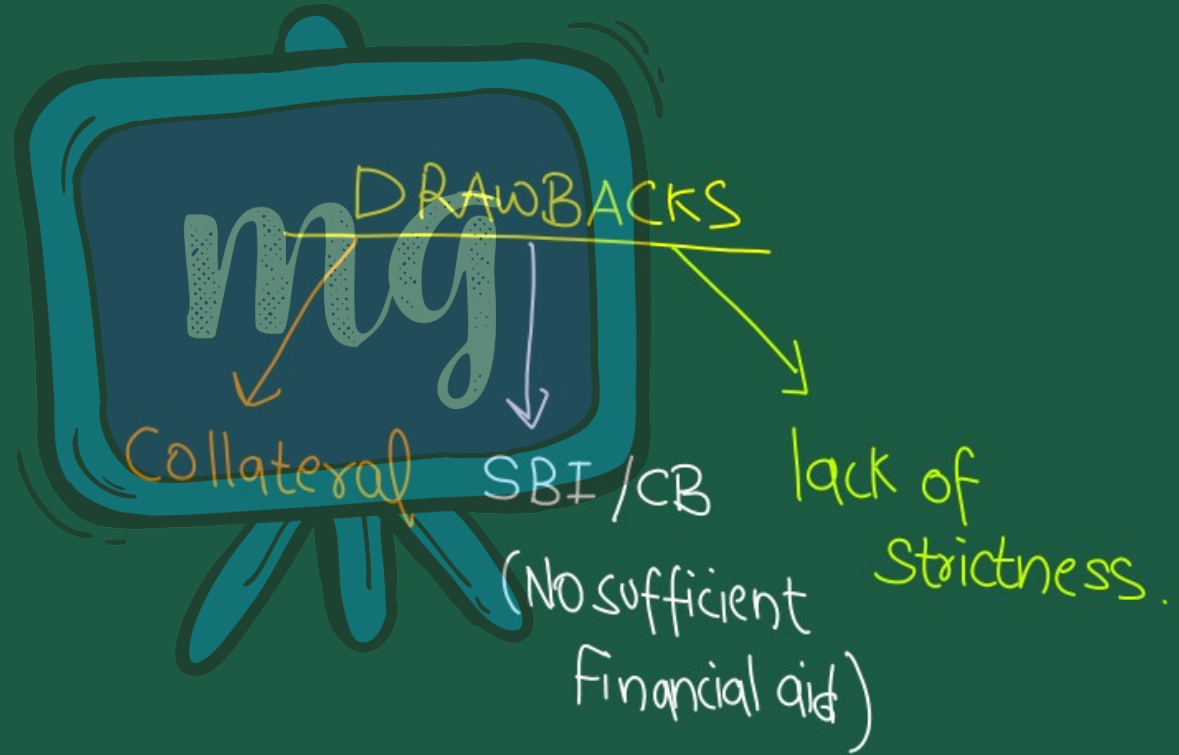 DRAWBACKS
mg
Collateral
SBI/CB
(No sufficient
Financial aid)
lack of
Strictness.